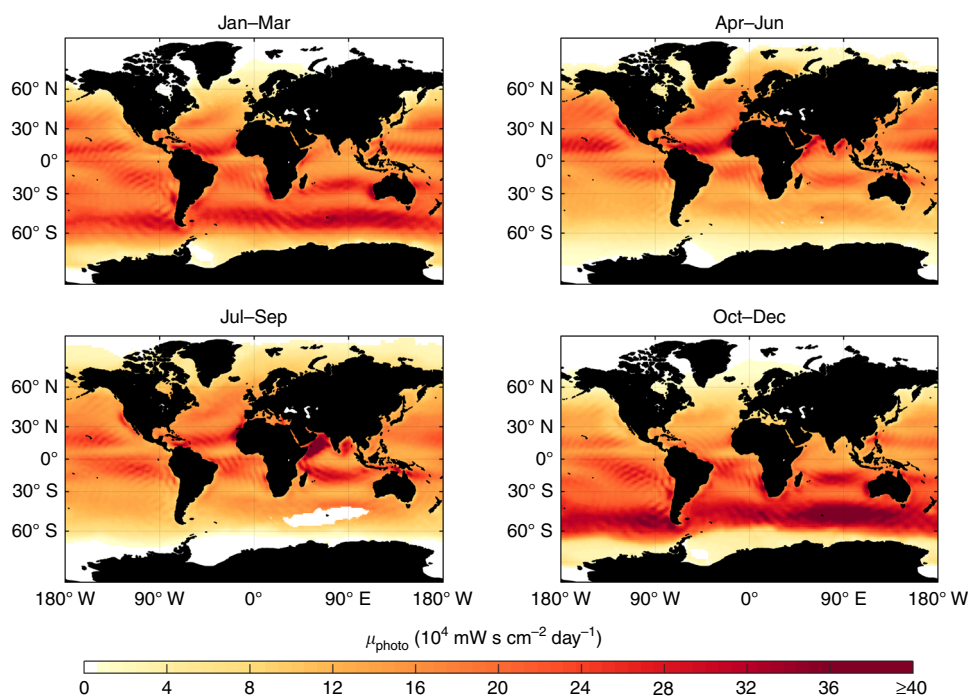 Jan–Mar
Apr–Jun
60° N
30° N
0°
30° S
60° S
60° N
30° N
0°
30° S
60° S
Jul–Sep
Oct–Dec
60° N
30° N
0°
30° S
60° S
60° N
30° N
0°
30° S
60° S
180° W 90° W 0° 90° E 180° W
180° W 90° W 0° 90° E 180° W
μphoto (10⁴ mW s cm⁻² day⁻¹)
0 4 8 12 16 20 24 28 32 36 ≥40